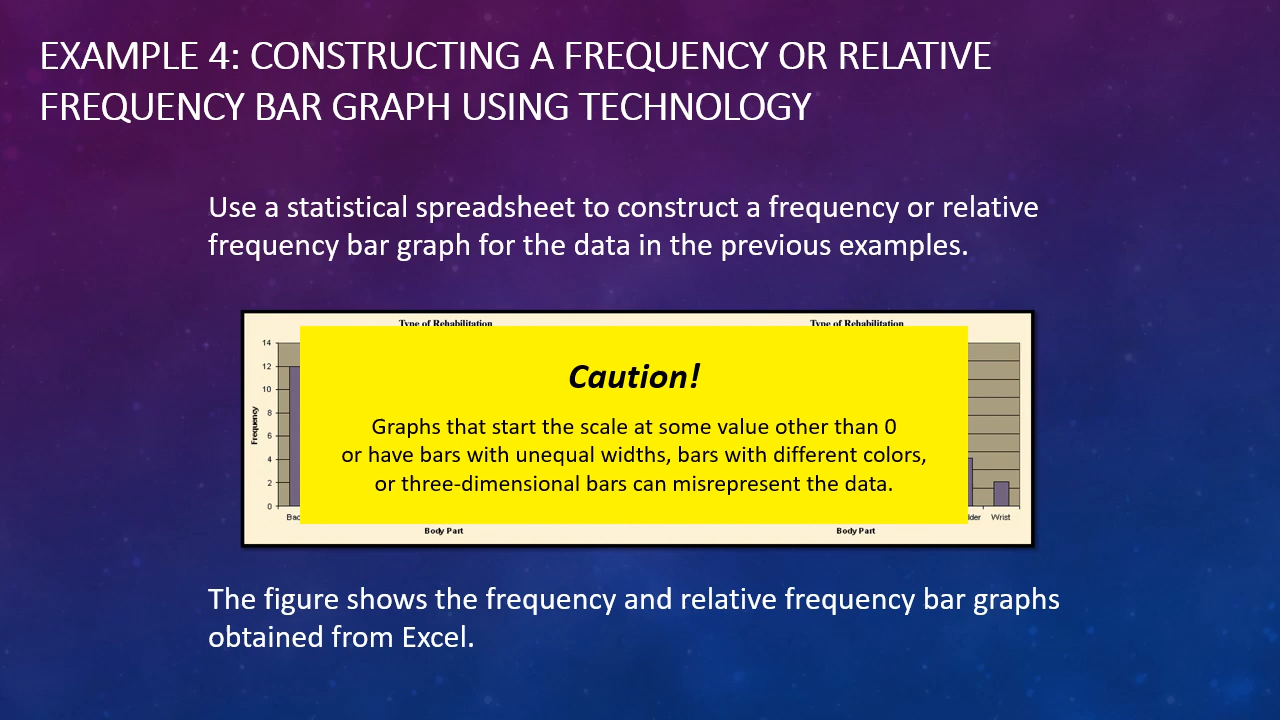 EXAMPLE 4: CONSTRUCTING A FREQUENCY OR RELATIVE
FREQUENCY BAR GRAPH USING TECHNOLOGY
Use a statistical spreadsheet to construct a frequency or relative
frequency bar graph for the data in the previous examples.
Type of Rehabilitation
Type of Rehabilitation
14
12
10
8
6
4
2
0
Frequency
Bac
Body Part
Caution!
Graphs that start the scale at some value other than 0
or have bars with unequal widths, bars with different colors,
or three-dimensional bars can misrepresent the data.
lder Wrist
Body Part
The figure shows the frequency and relative frequency bar graphs
obtained from Excel.